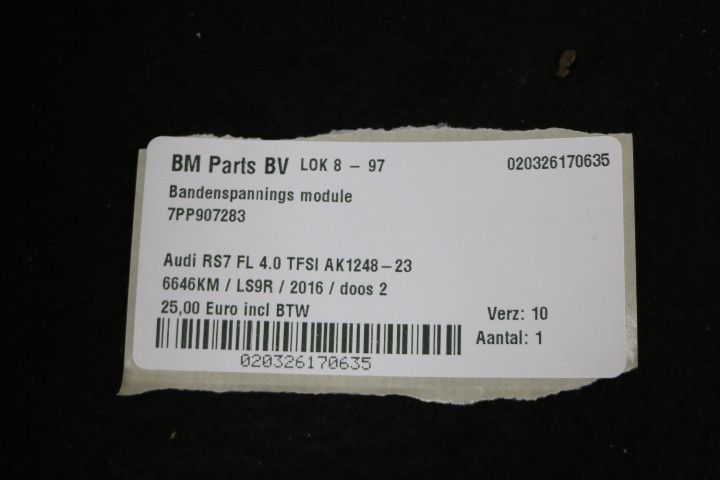 BM Parts BV LOK 8 - 97 020326170635
Bandenspannings module
7PP907283
Audi RS7 FL 4.0 TFSI AK1248-23
6646KM / LS9R / 2016 / doos 2
25,00 Euro incl BTW Verz: 10
Aantal: 1
020326170635